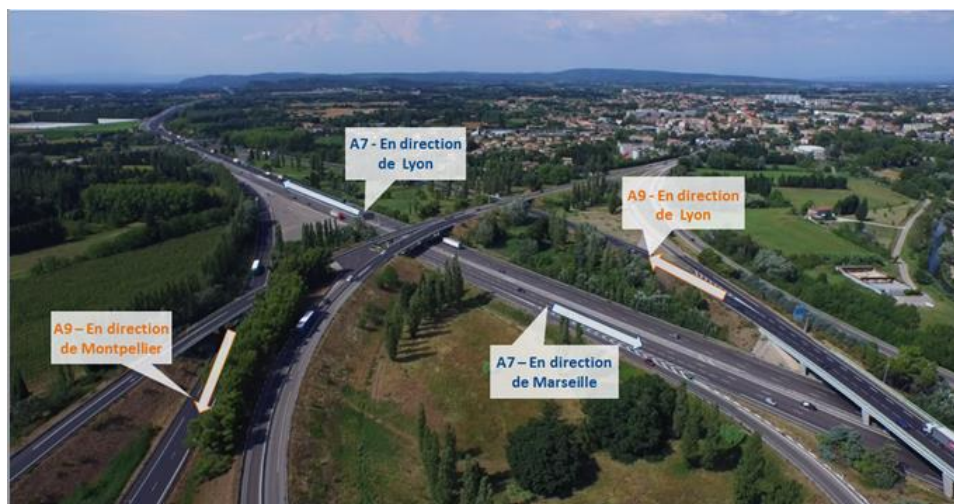 A7 - En direction
de Lyon
A9 - En direction
de Lyon
A9 – En direction
de Montpellier
A7 – En direction
de Marseille